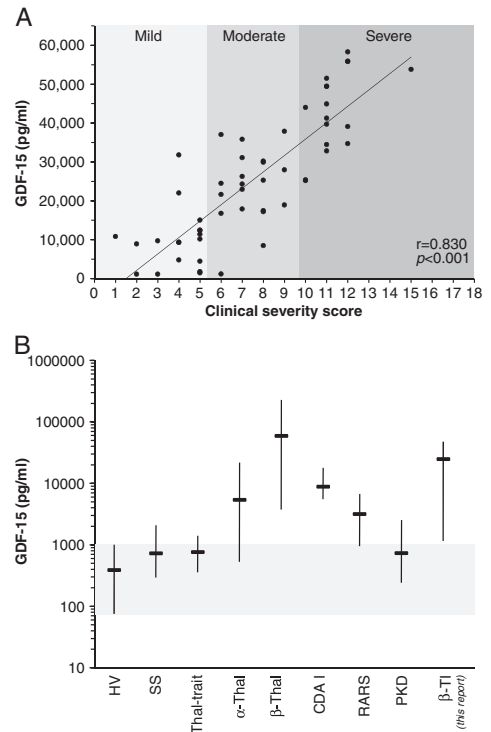 A
Mild
Moderate
Severe
60,000
50,000
40,000
30,000
20,000
10,000
0
GDF-15 (pg/ml)
r=0.830
p<0.001
0 1 2 3 4 5 6 7 8 9 10 11 12 13 14 15 16 17 18
Clinical severity score
B
1000000
100000
10000
1000
100
10
GDF-15 (pg/ml)
HV
SS
Thal-trait
α-Thal
β-Thal
CDA I
RARS
PKD
β-TI
(this report)